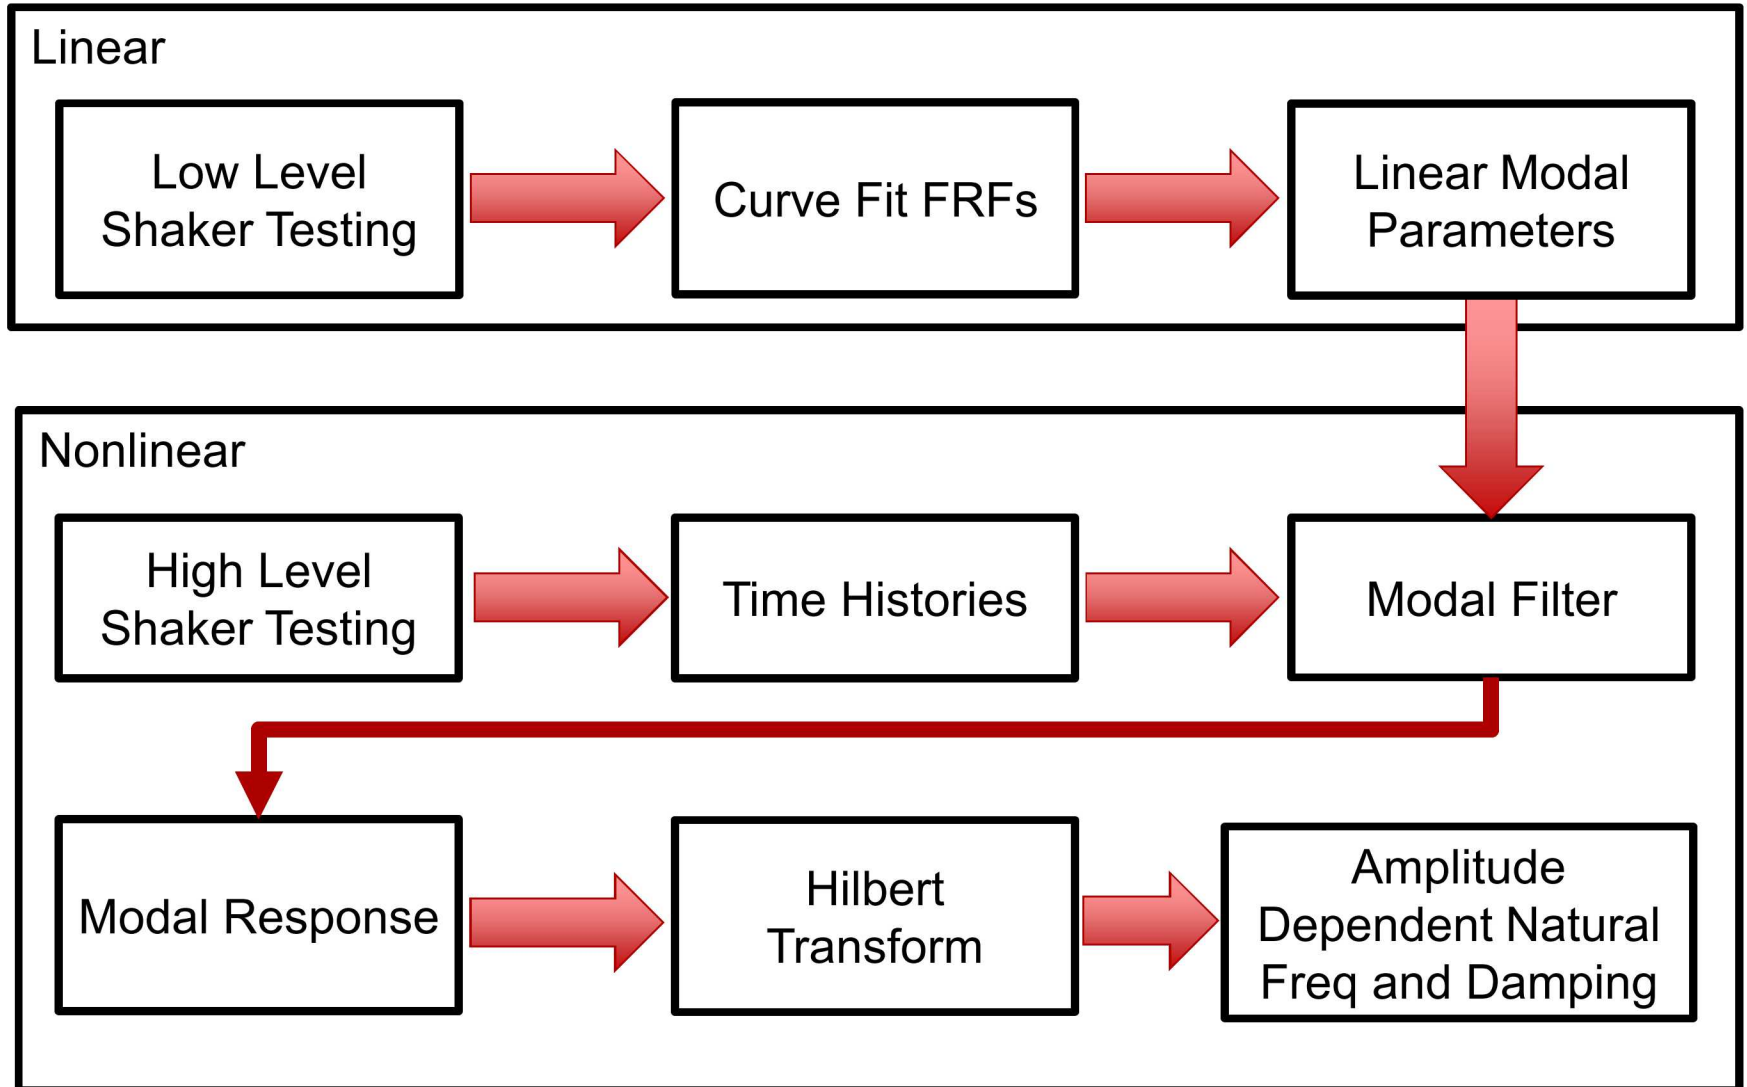 Linear
Low Level
Shaker Testing
Curve Fit FRFs
Linear Modal
Parameters
Nonlinear
High Level
Shaker Testing
Time Histories
Modal Filter
Modal Response
Hilbert
Transform
Amplitude
Dependent Natural
Freq and Damping